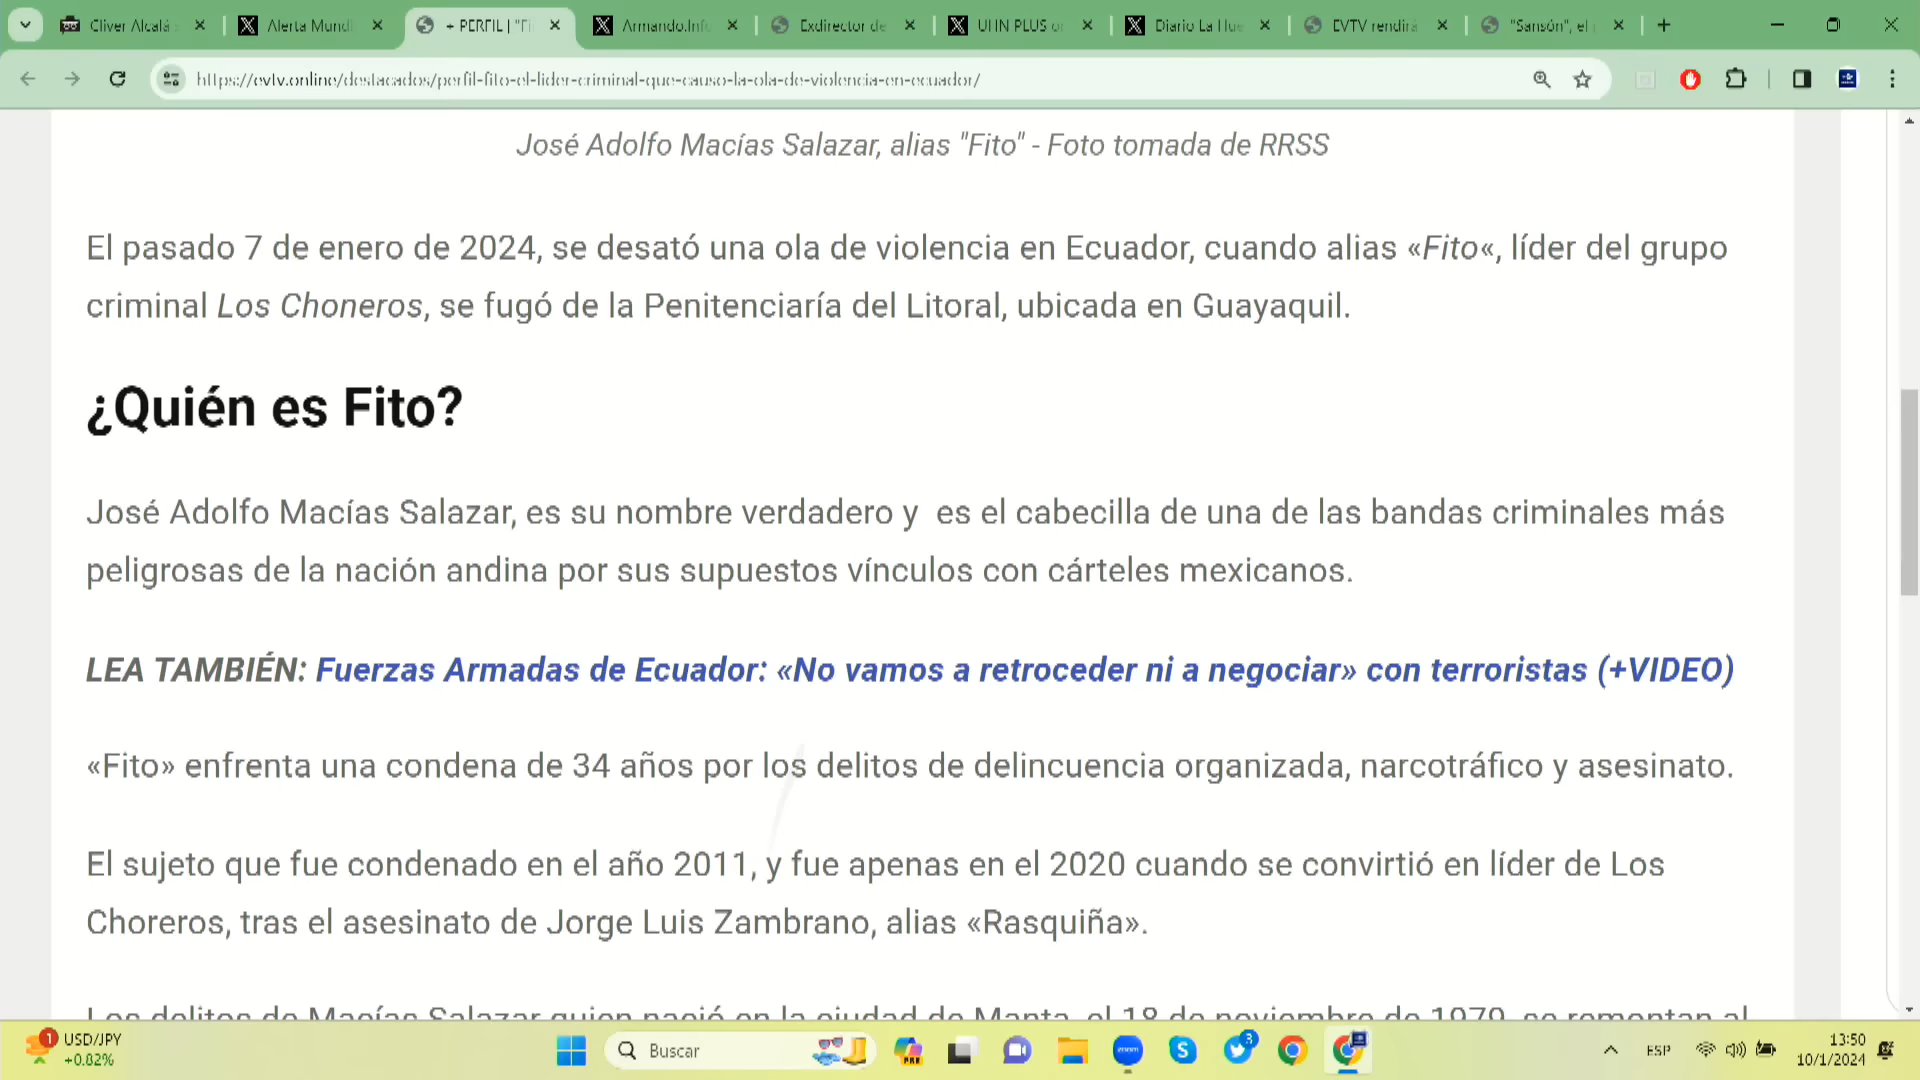 Cliver Alcalá
Alerta Mundi
+ PERFIL | "Fi
Armando.Info
Exdirector de
UHN PLUS
Diario La Hue
EVTV rendirá
"Sansón", el
https://evtv.online/destacados/perfil-fito-el-lider-criminal-que-causo-la-ola-de-violencia-en-ecuador/
José Adolfo Macías Salazar, alias "Fito" - Foto tomada de RRSS
El pasado 7 de enero de 2024, se desató una ola de violencia en Ecuador, cuando alias «Fito«, líder del grupo
criminal Los Choneros, se fugó de la Penitenciaría del Litoral, ubicada en Guayaquil.
¿Quién es Fito?
José Adolfo Macías Salazar, es su nombre verdadero y es el cabecilla de una de las bandas criminales más
peligrosas de la nación andina por sus supuestos vínculos con cárteles mexicanos.
LEA TAMBIÉN: Fuerzas Armadas de Ecuador: «No vamos a retroceder ni a negociar» con terroristas (+VIDEO)
«Fito» enfrenta una condena de 34 años por los delitos de delincuencia organizada, narcotráfico y asesinato.
El sujeto que fue condenado en el año 2011, y fue apenas en el 2020 cuando se convirtió en líder de Los
Choreros, tras el asesinato de Jorge Luis Zambrano, alias «Rasquiña».
Los delitos de Macías Salazar quien nació en la ciudad de Manta, el 18 de noviembre de 1979, se remontan al
1
USD/JPY
+0.82%
Buscar
PRE
zoom
3
ESP
13:50
10/1/2024